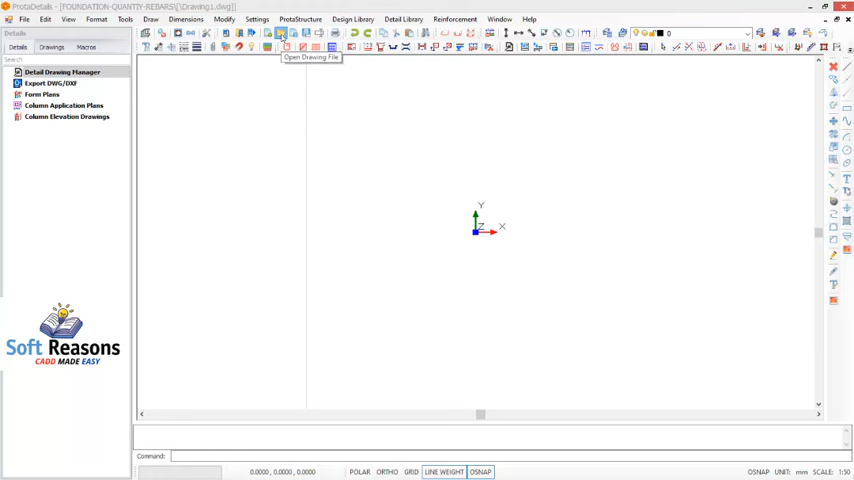 ProtaDetails - [FOUNDATION-QUANTIY-REBARS\[\Drawing1.dwg]]
File Edit View Format Tools Draw Dimensions Modify Settings ProtaStructure Design Library Detail Library Reinforcement Window Help
0
Details
Details Drawings Macros
Open Drawing File
Search
Detail Drawing Manager
Export DWG/DXF
Form Plans
Column Application Plans
Column Elevation Drawings
Y
Z X
Soft Reasons
CADD MADE EASY
Command:
0.0000 , 0.0000 , 0.0000 POLAR ORTHO GRID LINE WEIGHT OSNAP OSNAP UNIT: mm SCALE: 1:50